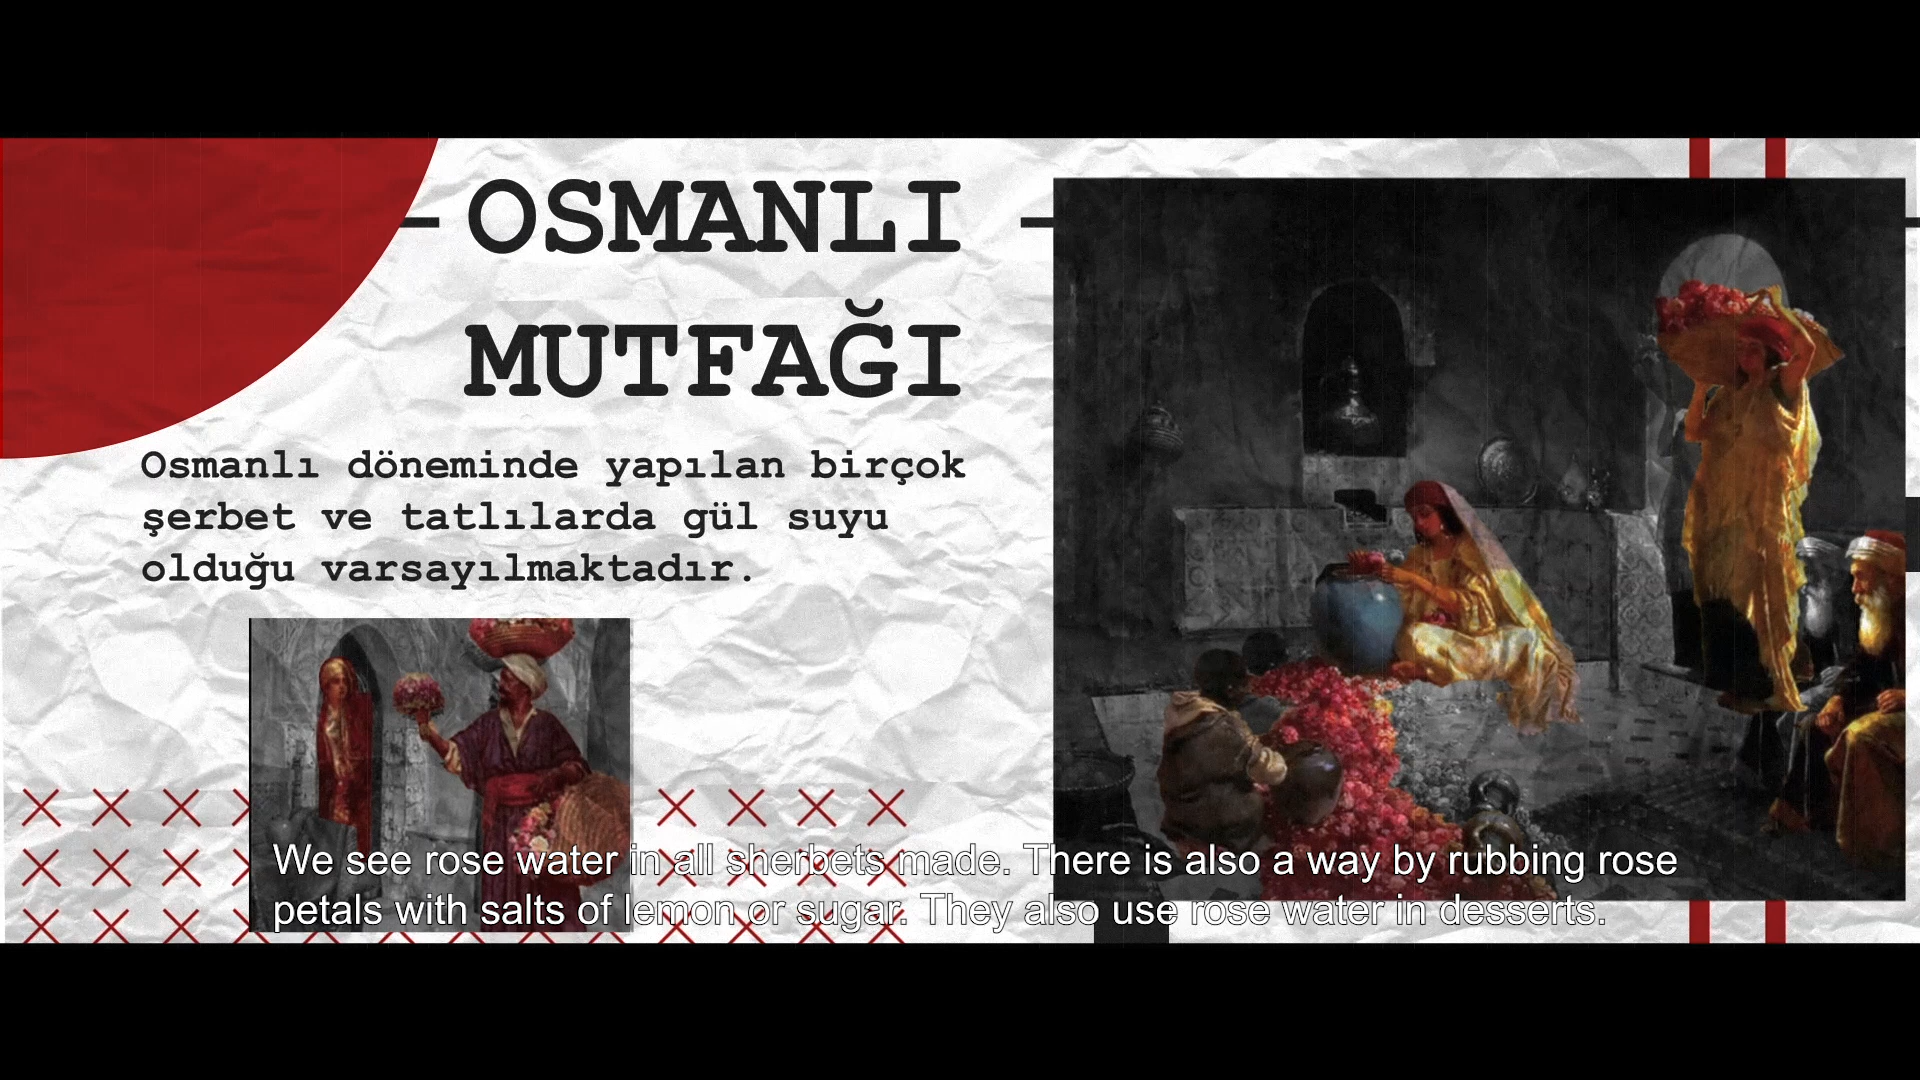 OSMANLI
MUTFAĞI
Osmanlı döneminde yapılan birçok
şerbet ve tatlılarda gül suyu
olduğu varsayılmaktadır.
We see rose water in all sherbets made. There is also a way by rubbing rose
petals with salts of lemon or sugar. They also use rose water in desserts.